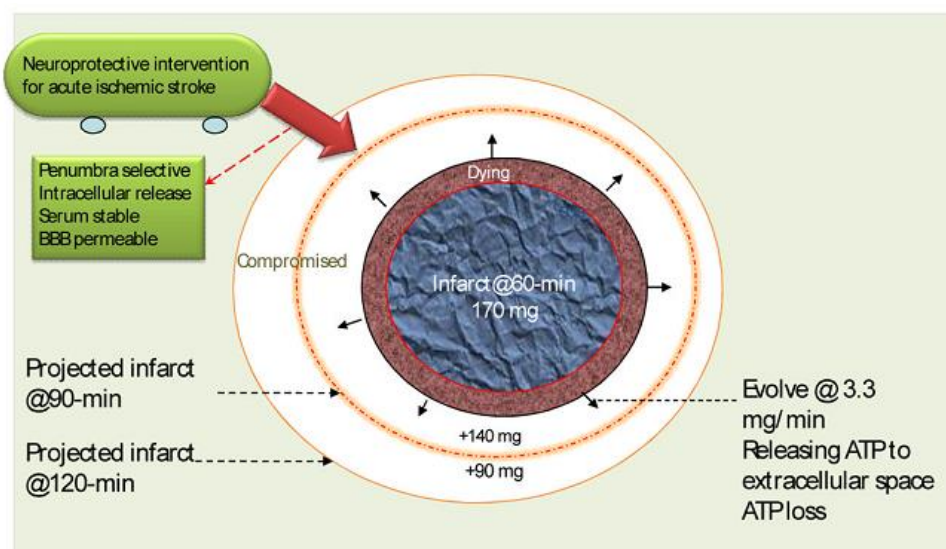 Neuroprotective intervention
for acute ischemic stroke
Penumbra selective
Intracellular release
Serum stable
BBB permeable
Dying
Compromised
Infarct @60-min
170 mg
Projected infarct
@90-min
Projected infarct
@120-min
+140 mg
+90 mg
Evolve @ 3.3
mg/min
Releasing ATP to
extracellular space
ATP loss